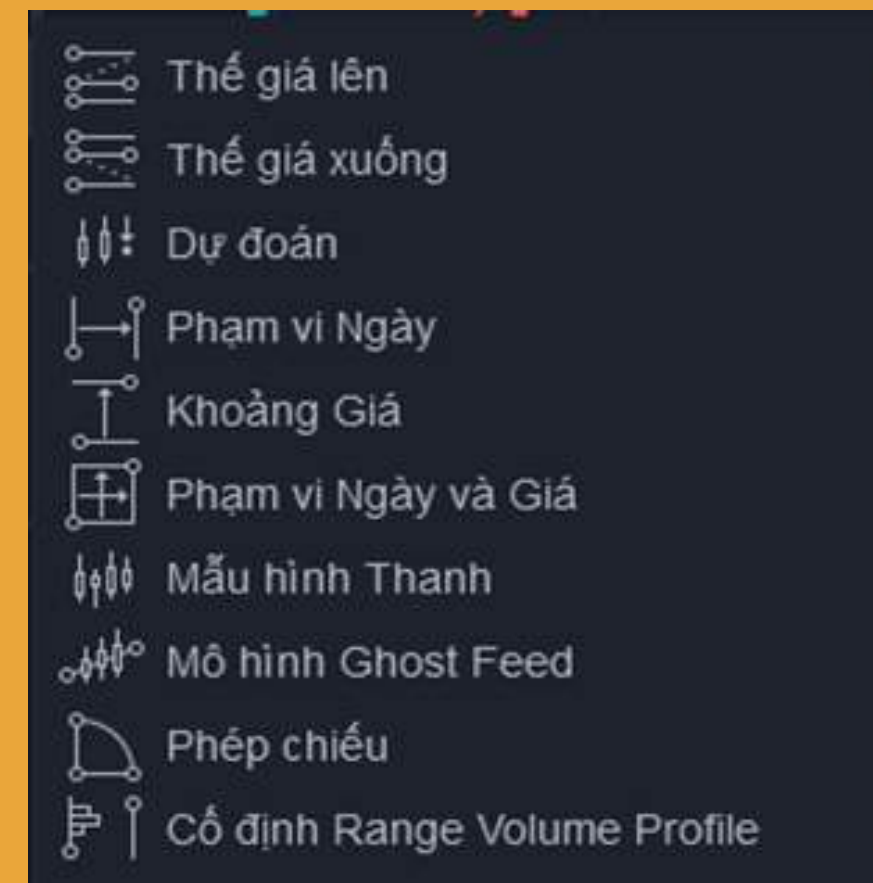 Thế giá lên
Thế giá xuống
Dự đoán
Phạm vi Ngày
Khoảng Giá
Phạm vi Ngày và Giá
Mẫu hình Thanh
Mô hình Ghost Feed
Phép chiếu
Cố định Range Volume Profile